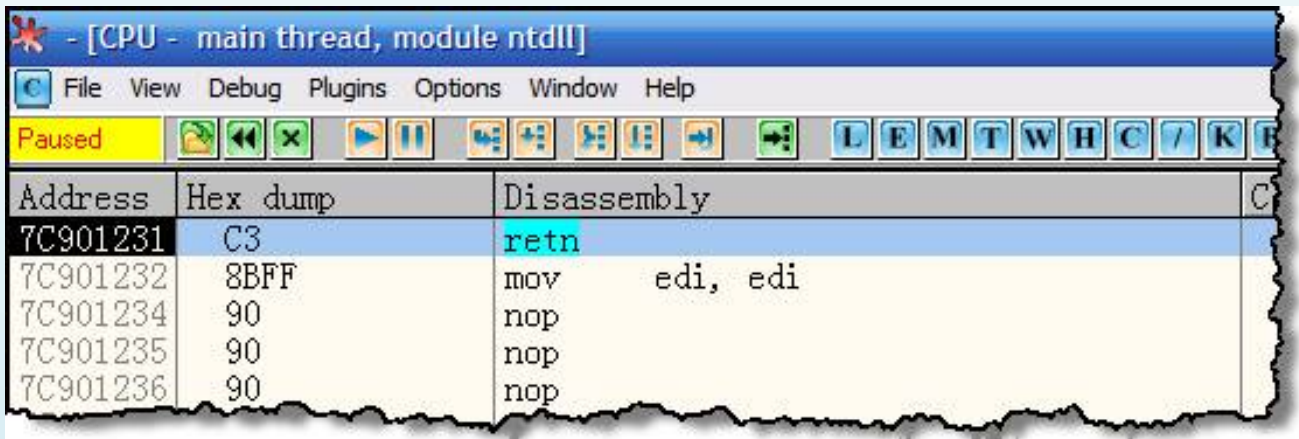 - [CPU - main thread, module ntdll]
C File View Debug Plugins Options Window Help
Paused L E M T W H C / K
Address Hex dump Disassembly C
7C901231 C3 retn
7C901232 8BFF mov edi, edi
7C901234 90 nop
7C901235 90 nop
7C901236 90 nop